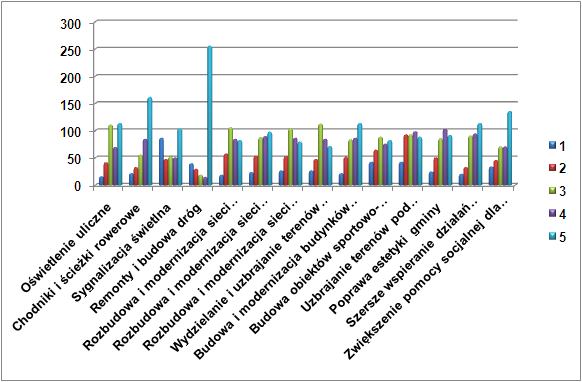 300
250
200
150
100
50
0
1
2
3
4
5
Oświetlenie uliczne
Chodniki i ścieżki rowerowe
Sygnalizacja świetlna
Remonty i budowa dróg
Rozbudowa i modernizacja sieci...
Rozbudowa i modernizacja sieci...
Rozbudowa i modernizacja sieci...
Wydzielanie i uzbrajanie terenów...
Budowa i modernizacja budynków...
Budowa obiektów sportowo-...
Uzbrajanie terenów pod...
Poprawa estetyki gminy
Szersze wspieranie działań...
Zwiększenie pomocy socjalnej dla...